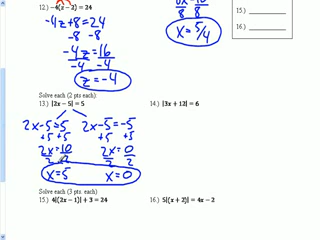 12.) -4(z - 2) = 24
-4z + 8 = 24
-8 -8
-4z = 16
-4 -4
z = -4
8 8
x = 5/4
15.)
16.)
Solve each (2 pts each)
13.) |2x - 5| = 5
2x-5=5 2x-5=-5
+5 +5 +5 +5
2x=10 2x=0
2 2 2 2
x=5 x=0
14.) |3x + 12| = 6
Solve each (3 pts. each)
15.) 4|(2x - 1| + 3 = 24
16.) 5|(x + 2| = 4x - 2